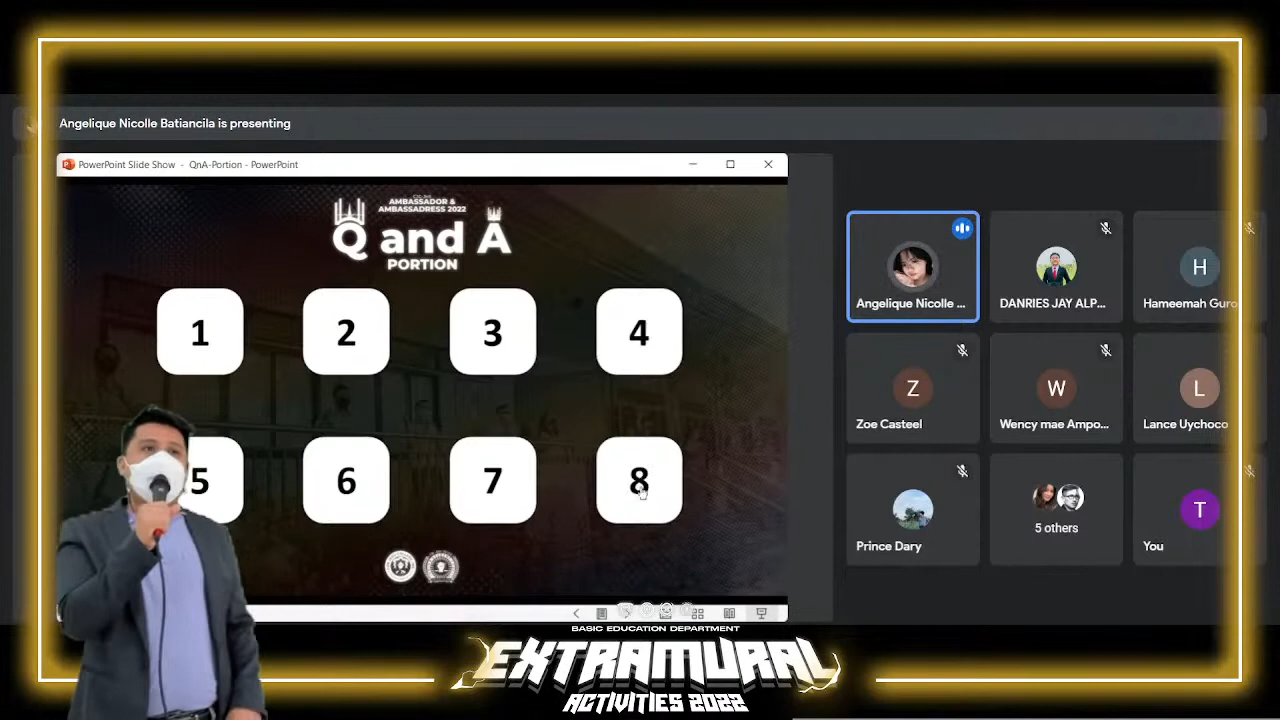 Angelique Nicolle Batiancila is presenting
PowerPoint Slide Show - QnA-Portion - PowerPoint
AMBASSADOR &
AMBASSADRESS 2022
Q and A
PORTION
1
2
3
4
5
6
7
8
Angelique Nicolle ...
DANRIES JAY ALP...
H
Hameemah Guro
Z
Zoe Casteel
W
Wency mae Ampo...
L
Lance Uychoco
Prince Dary
5 others
T
You
BASIC EDUCATION DEPARTMENT
EXTRAMURAL
ACTIVITIES 2022